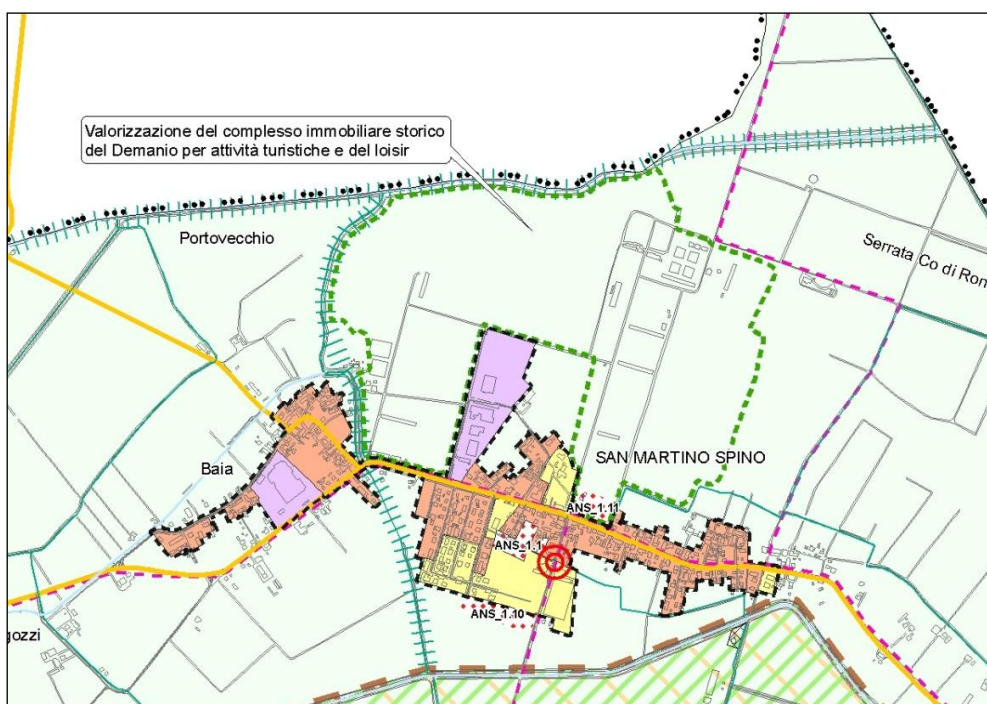 Valorizzazione del complesso immobiliare storico
del Demanio per attività turistiche e del loisir
Portovecchio
Serrata Co di Ron
Baia
SAN MARTINO SPINO
ANS_1.11
ANS_1.1
ANS_1.10
gozzi